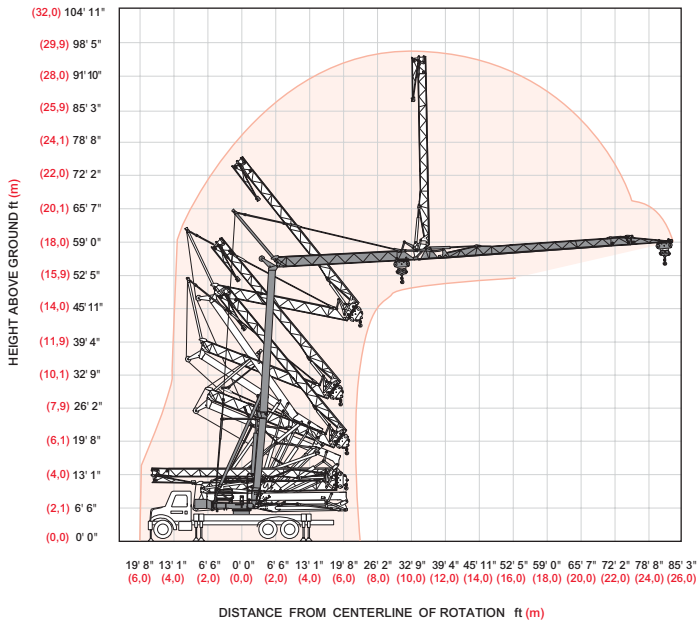 (32,0) 104' 11"
(29,9) 98' 5"
(28,0) 91' 10"
(25,9) 85' 3"
(24,1) 78' 8"
(22,0) 72' 2"
(20,1) 65' 7"
(18,0) 59' 0"
(15,9) 52' 5"
(14,0) 45' 11"
(11,9) 39' 4"
(10,1) 32' 9"
(7,9) 26' 2"
(6,1) 19' 8"
(4,0) 13' 1"
(2,1) 6' 6"
(0,0) 0' 0"
HEIGHT ABOVE GROUND ft (m)
19' 8" 13' 1" 6' 6" 0' 0" 6' 6" 13' 1" 19' 8" 26' 2" 32' 9" 39' 4" 45' 11" 52' 5" 59' 0" 65' 7" 72' 2" 78' 8" 85' 3"
(6,0) (4,0) (2,0) (0,0) (2,0) (4,0) (6,0) (8,0) (10,0) (12,0) (14,0) (16,0) (18,0) (20,0) (22,0) (24,0) (26,0)
DISTANCE FROM CENTERLINE OF ROTATION ft (m)